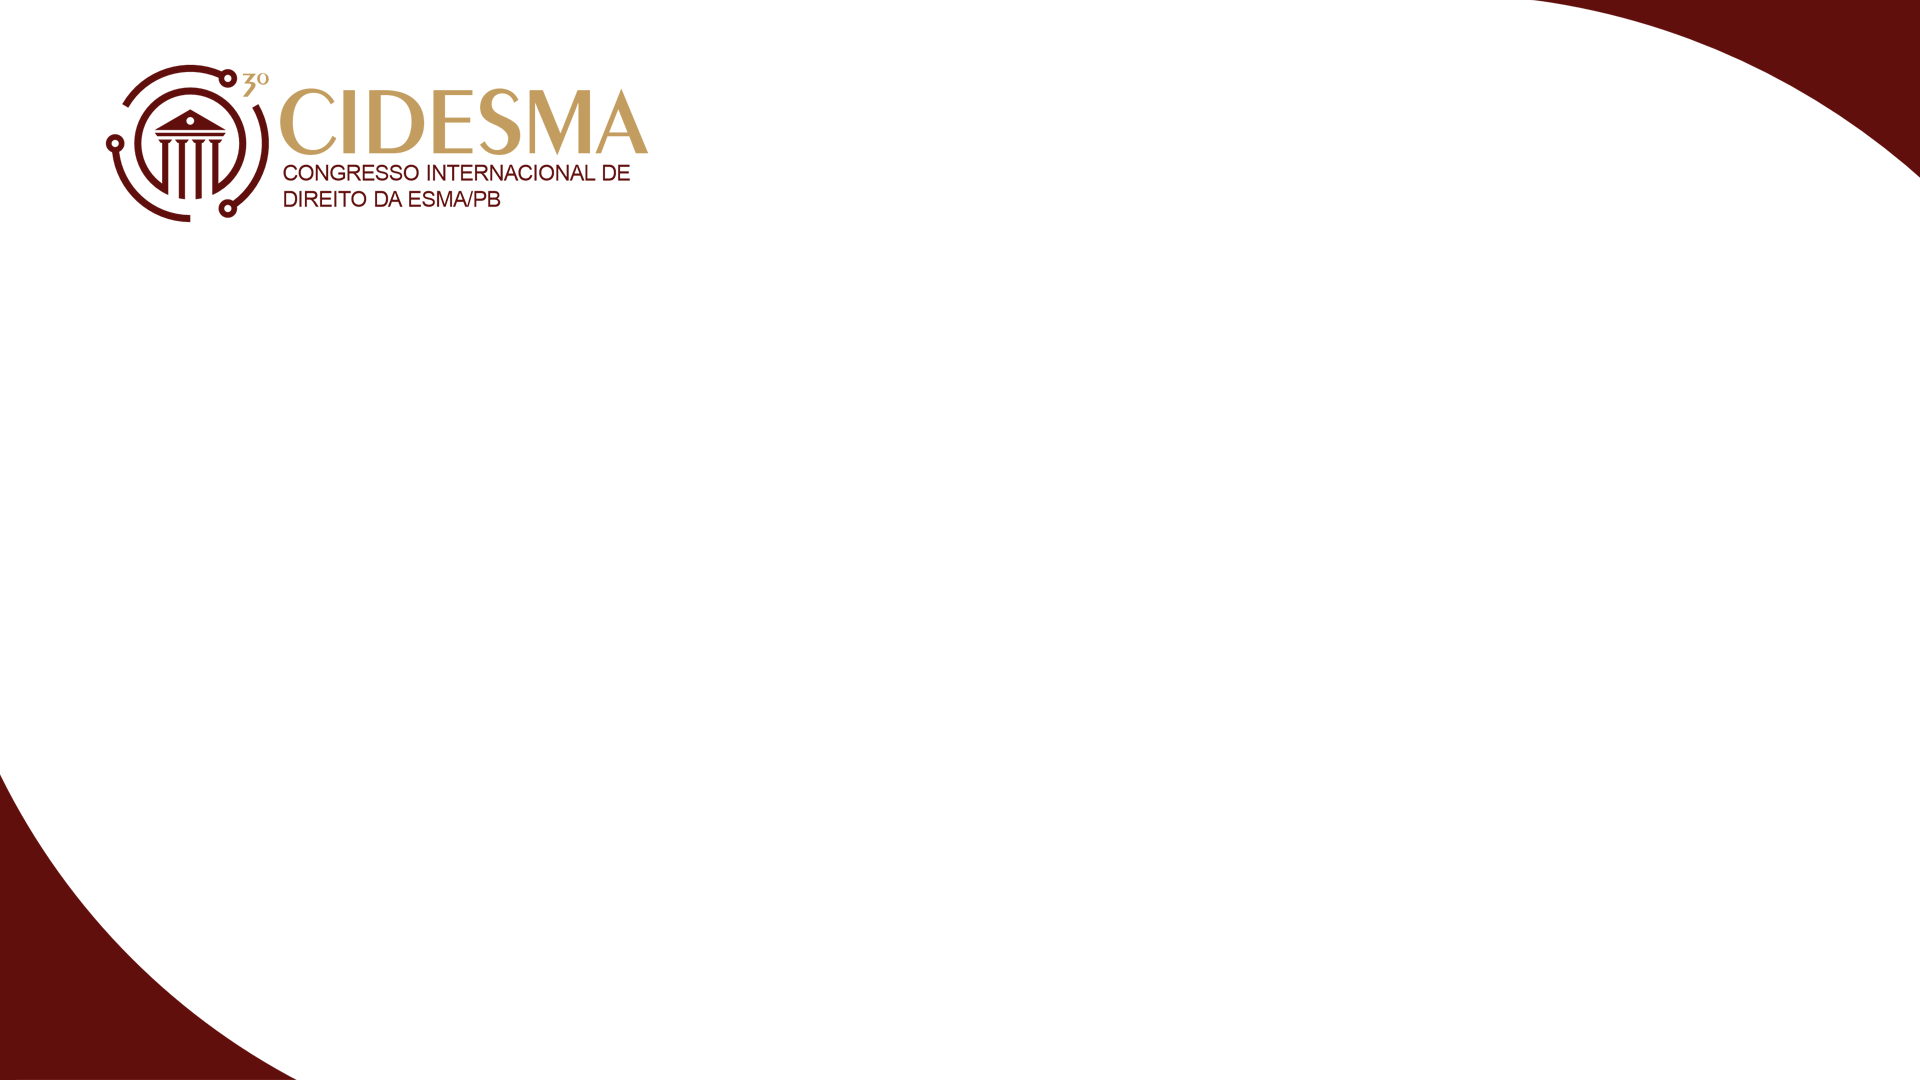 3º
CIDESMA
CONGRESSO INTERNACIONAL DE
DIREITO DA ESMA/PB